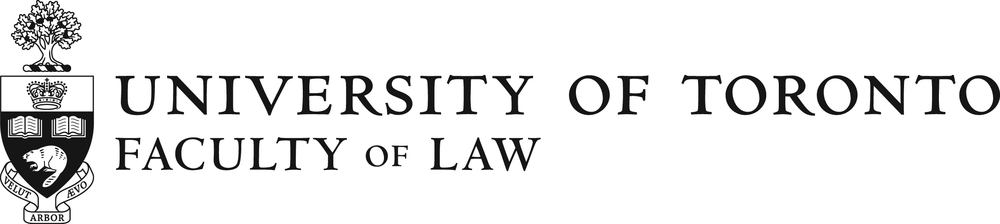 UNIVERSITY OF TORONTO
FACULTY OF LAW
VELUT ARBOR ÆVO